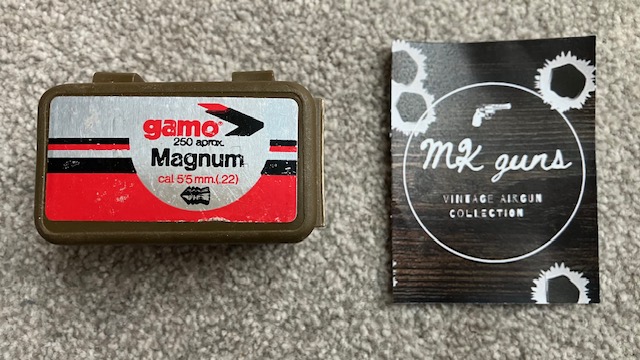 gamo
250 aprox.
Magnum
cal 5'5 mm.(.22)
MK guns
VINTAGE AIRGUN
COLLECTION